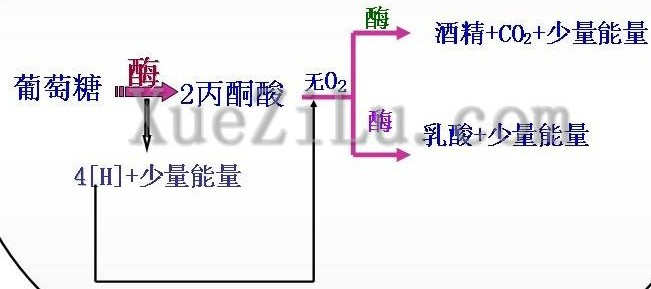 酶
酒精+CO₂+少量能量
葡萄糖
酶
2丙酮酸
无O₂
酶
乳酸+少量能量
4[H]+少量能量
XueZiLu.com